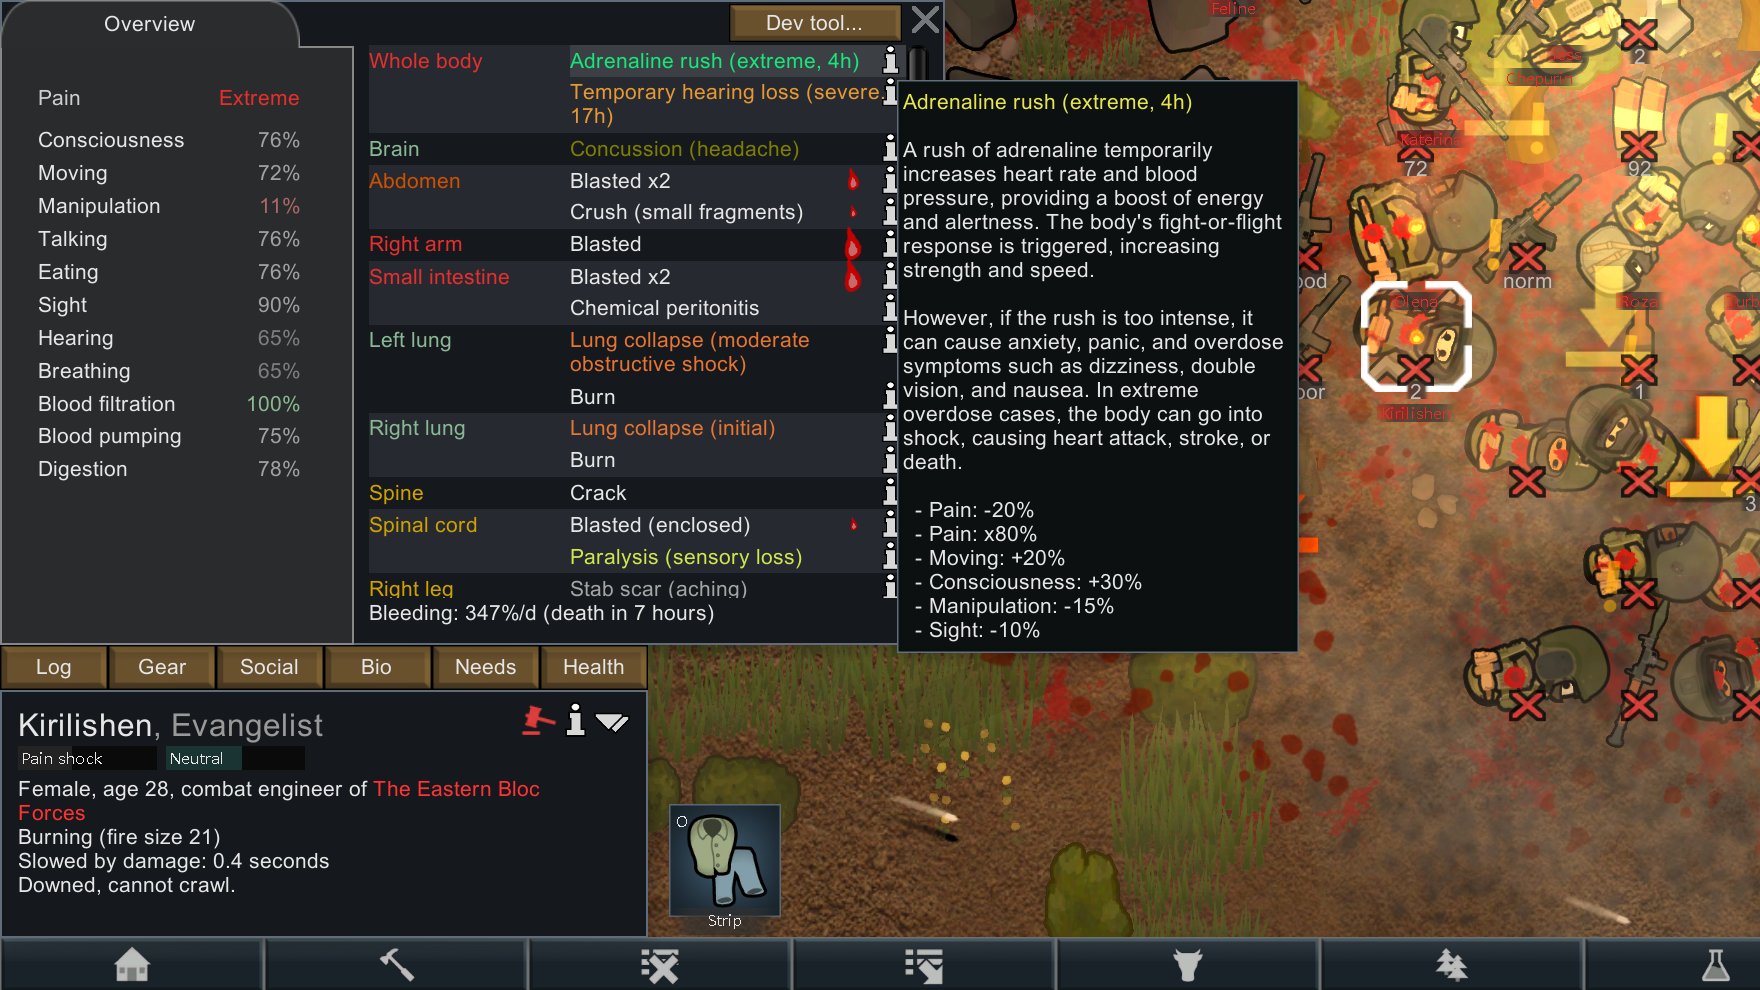 Overview
Dev tool...
Pain Extreme
Consciousness 76%
Moving 72%
Manipulation 11%
Talking 76%
Eating 76%
Sight 90%
Hearing 65%
Breathing 65%
Blood filtration 100%
Blood pumping 75%
Digestion 78%
Whole body Adrenaline rush (extreme, 4h)
Temporary hearing loss (severe,
17h)
Brain Concussion (headache)
Abdomen Blasted x2
Crush (small fragments)
Right arm Blasted
Small intestine Blasted x2
Chemical peritonitis
Left lung Lung collapse (moderate
obstructive shock)
Burn
Right lung Lung collapse (initial)
Burn
Spine Crack
Spinal cord Blasted (enclosed)
Paralysis (sensory loss)
Right leg Stab scar (aching)
Bleeding: 347%/d (death in 7 hours)
Adrenaline rush (extreme, 4h)
A rush of adrenaline temporarily
increases heart rate and blood
pressure, providing a boost of energy
and alertness. The body's fight-or-flight
response is triggered, increasing
strength and speed.
However, if the rush is too intense, it
can cause anxiety, panic, and overdose
symptoms such as dizziness, double
vision, and nausea. In extreme
overdose cases, the body can go into
shock, causing heart attack, stroke, or
death.
- Pain: -20%
- Pain: x80%
- Moving: +20%
- Consciousness: +30%
- Manipulation: -15%
- Sight: -10%
Feline
2
Chepurin
Katerina
72
92
ood
norm
Olena
Roza
oor
2
1
Kirilishen
3
Log Gear Social Bio Needs Health
Kirilishen, Evangelist
Pain shock Neutral
Female, age 28, combat engineer of The Eastern Bloc
Forces
Burning (fire size 21)
Slowed by damage: 0.4 seconds
Downed, cannot crawl.
Strip